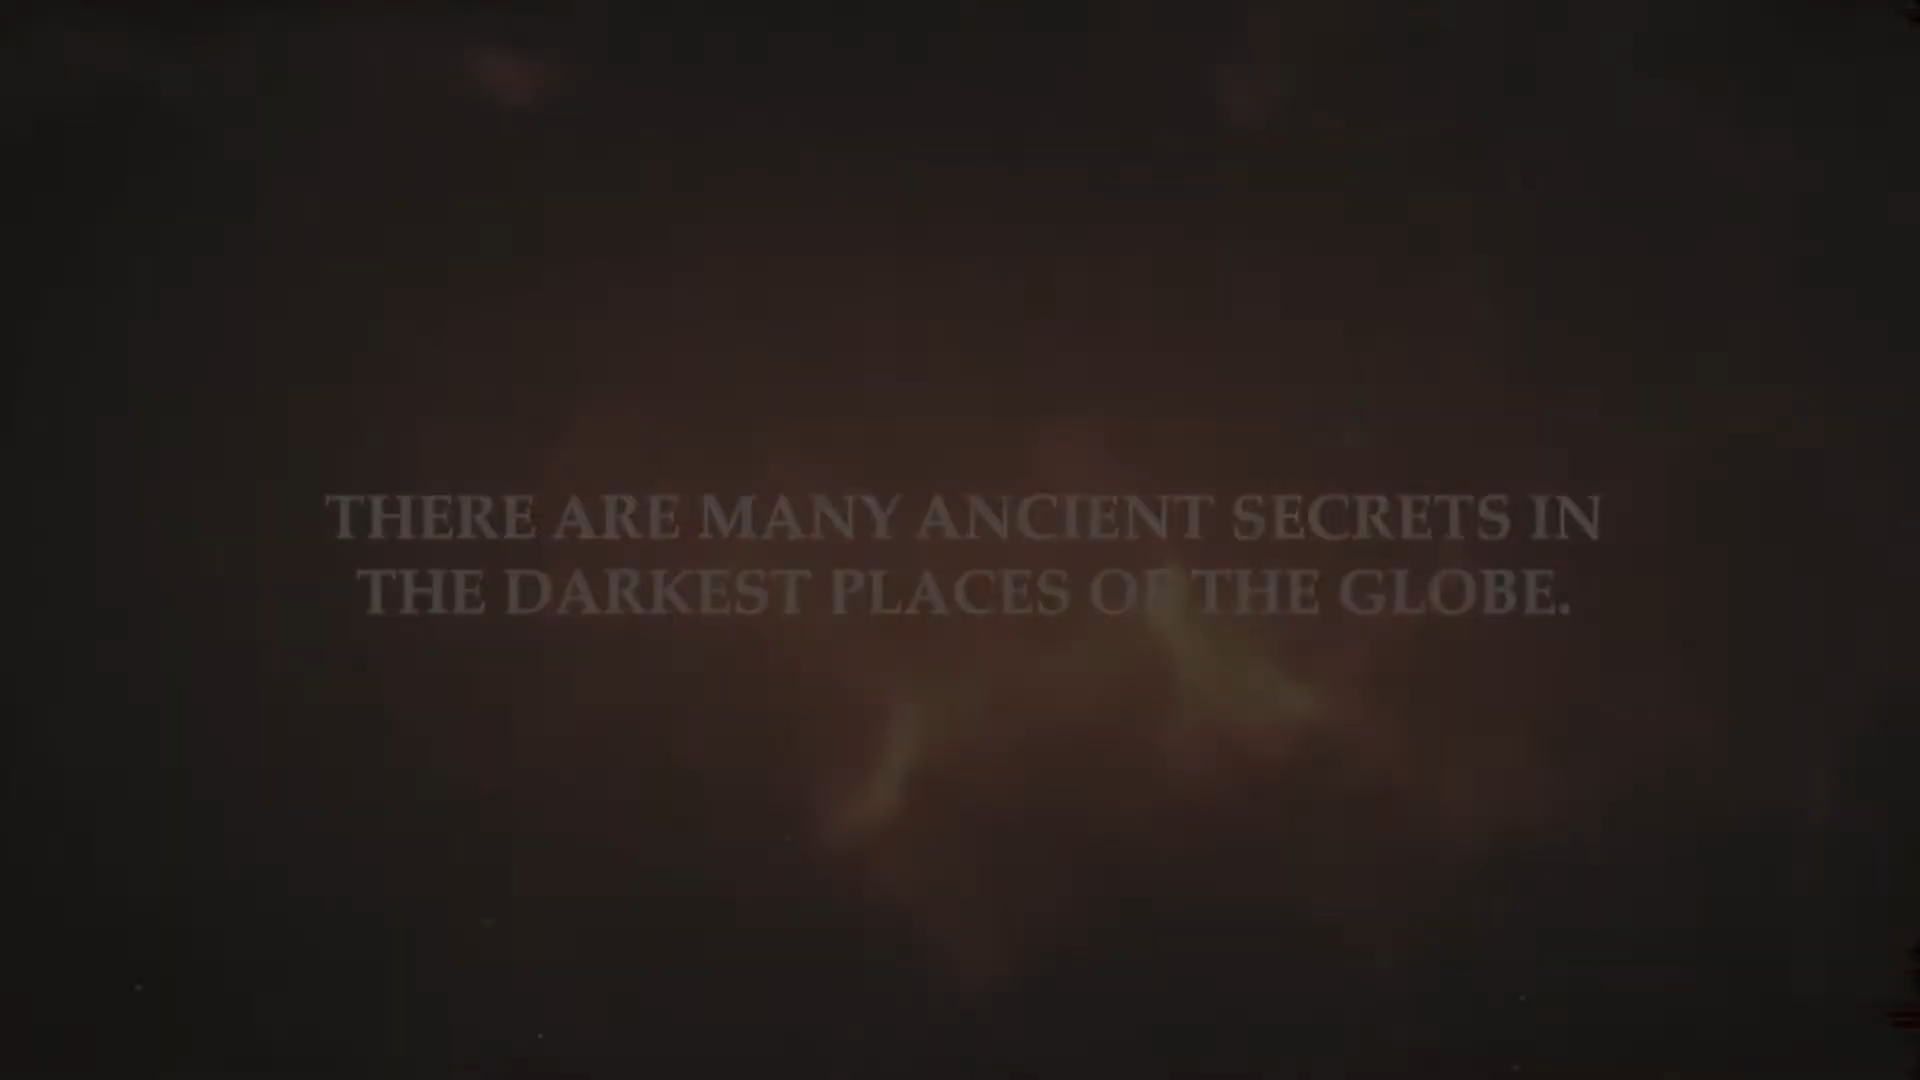 THERE ARE MANY ANCIENT SECRETS IN
THE DARKEST PLACES OF THE GLOBE.